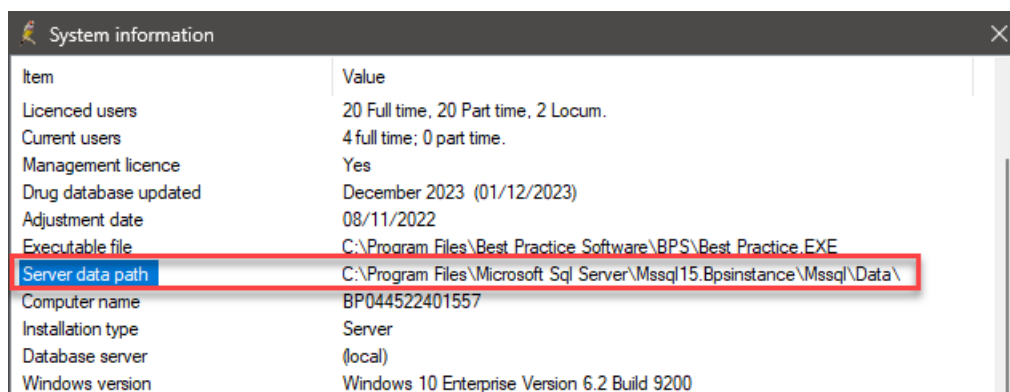 System information
Item Value
Licenced users 20 Full time, 20 Part time, 2 Locum.
Current users 4 full time; 0 part time.
Management licence Yes
Drug database updated December 2023 (01/12/2023)
Adjustment date 08/11/2022
Executable file C:\Program Files\Best Practice Software\BPS\Best Practice.EXE
Server data path C:\Program Files\Microsoft Sql Server\Mssql15.Bpsinstance\Mssql\Data\
Computer name BP044522401557
Installation type Server
Database server (local)
Windows version Windows 10 Enterprise Version 6.2 Build 9200